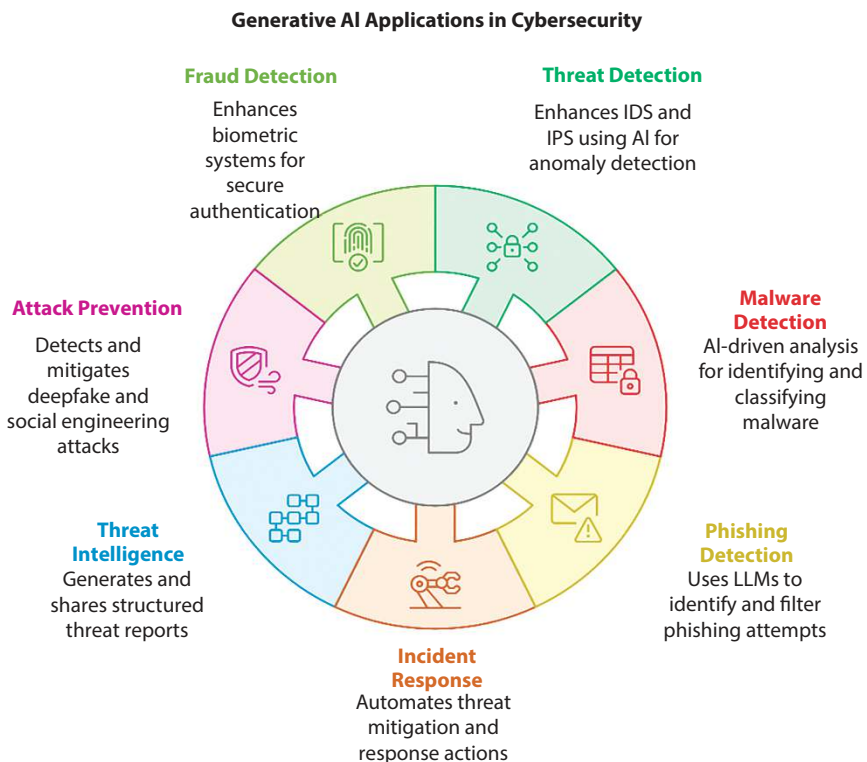 Generative AI Applications in Cybersecurity
Fraud Detection
Enhances
biometric
systems for
secure
authentication
Threat Detection
Enhances IDS and
IPS using AI for
anomaly detection
Malware
Detection
AI-driven analysis
for identifying and
classifying
malware
Phishing
Detection
Uses LLMs to
identify and filter
phishing attempts
Incident
Response
Automates threat
mitigation and
response actions
Threat
Intelligence
Generates and
shares structured
threat reports
Attack Prevention
Detects and
mitigates
deepfake and
social engineering
attacks